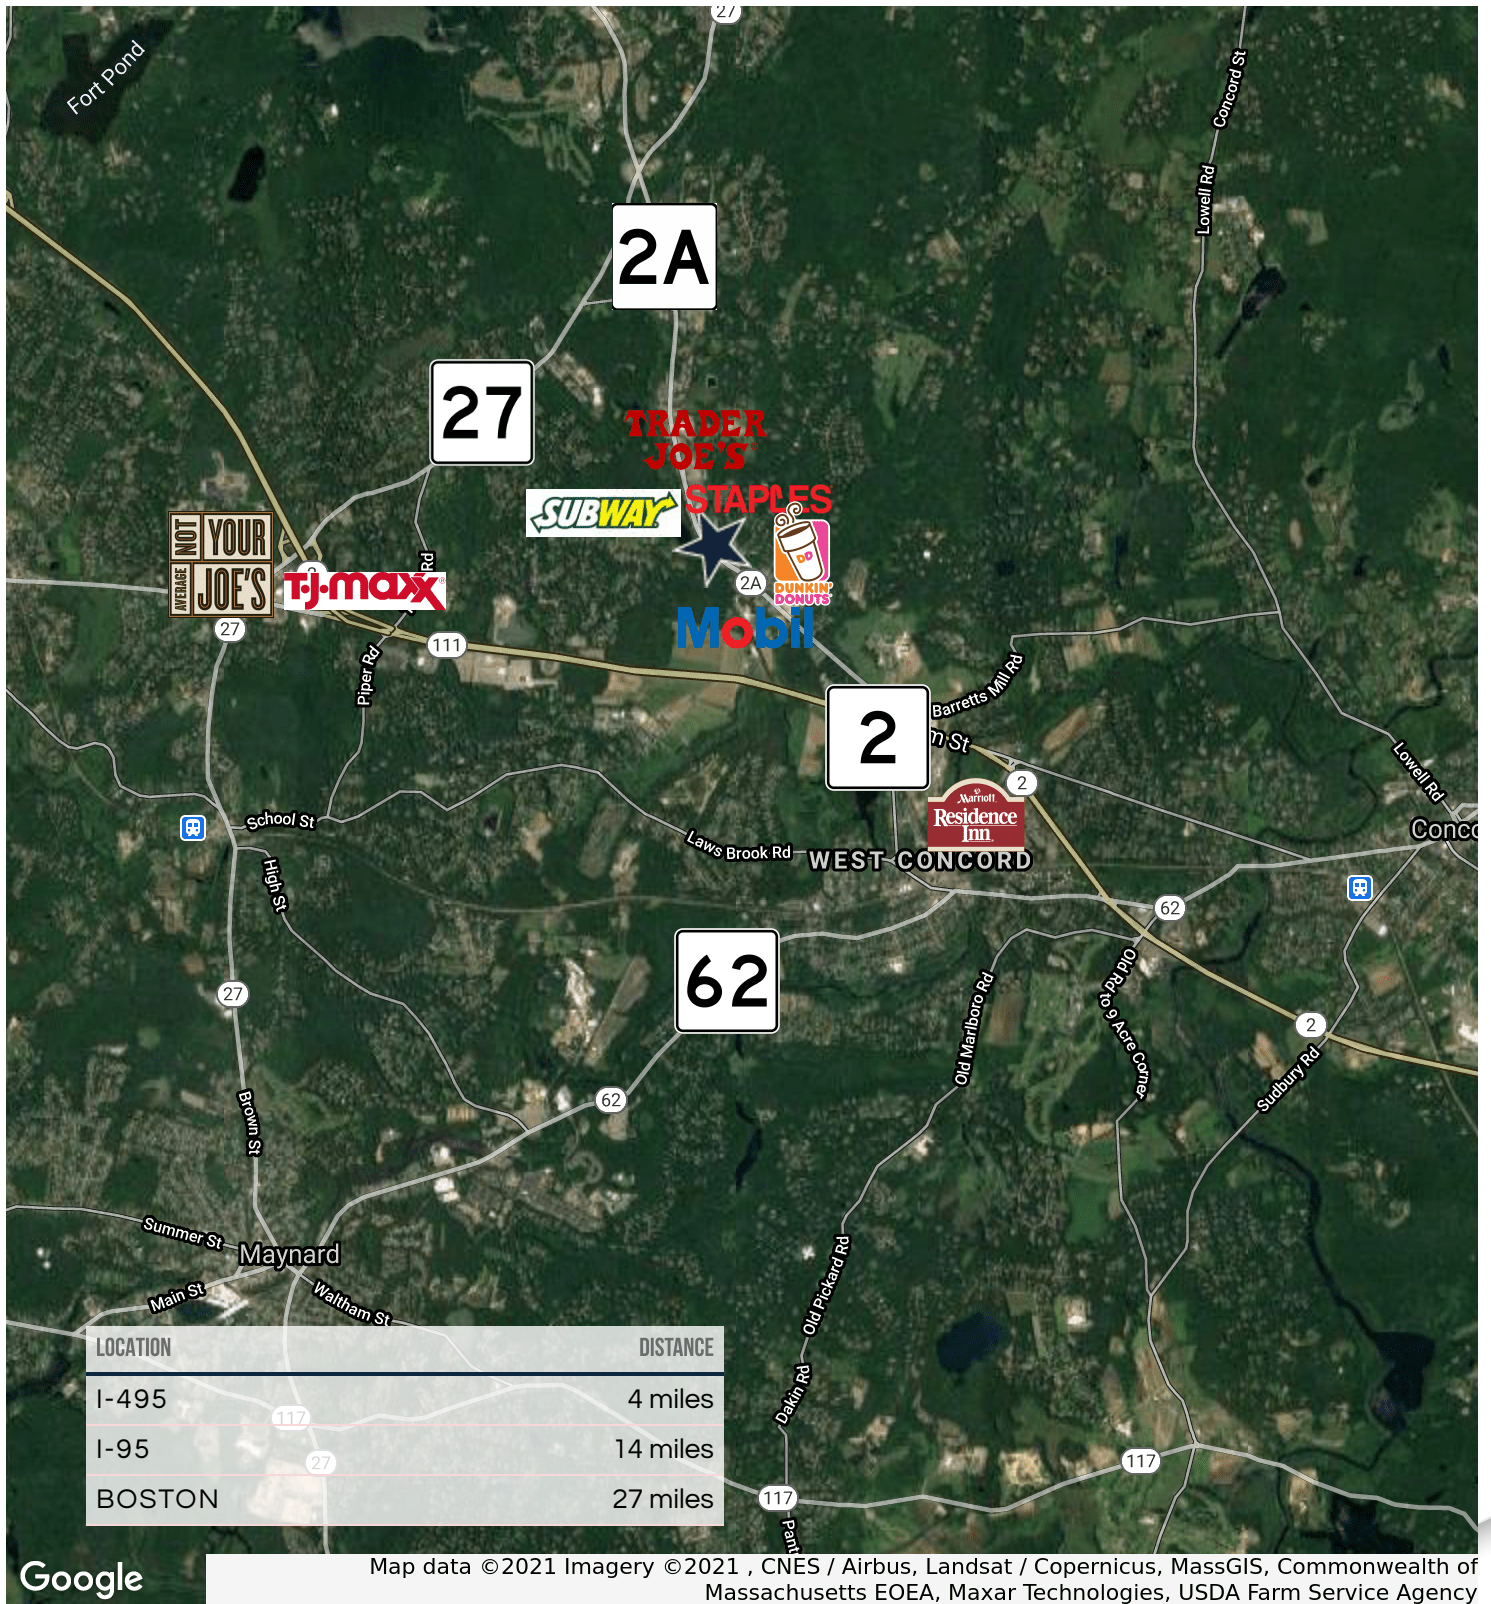 27
Fort Pond
Concord St
Lowell Rd
2A
27
TRADER
JOE'S
SUBWAY
STAPLES
NOT
YOUR
AVERAGE
JOE'S
T·J·maxx
Rd
DD
DUNKIN'
DONUTS
2A
Mobil
27
111
Piper Rd
Barretts Mill Rd
2
m St
Lowell Rd
2
Marriott
Residence
Inn
School St
Laws Brook Rd
WEST CONCORD
Conco
High St
62
62
27
Old Marlboro Rd
Old Rd to 9 Acre Corner
2
Sudbury Rd
62
Brown St
Summer St
Maynard
Main St
Waltham St
Old Pickard Rd
Dakin Rd
LOCATION DISTANCE
I-495 4 miles
117
I-95 14 miles
27
BOSTON 27 miles
117
117
Pant
Google
Map data ©2021 Imagery ©2021 , CNES / Airbus, Landsat / Copernicus, MassGIS, Commonwealth of
Massachusetts EOEA, Maxar Technologies, USDA Farm Service Agency